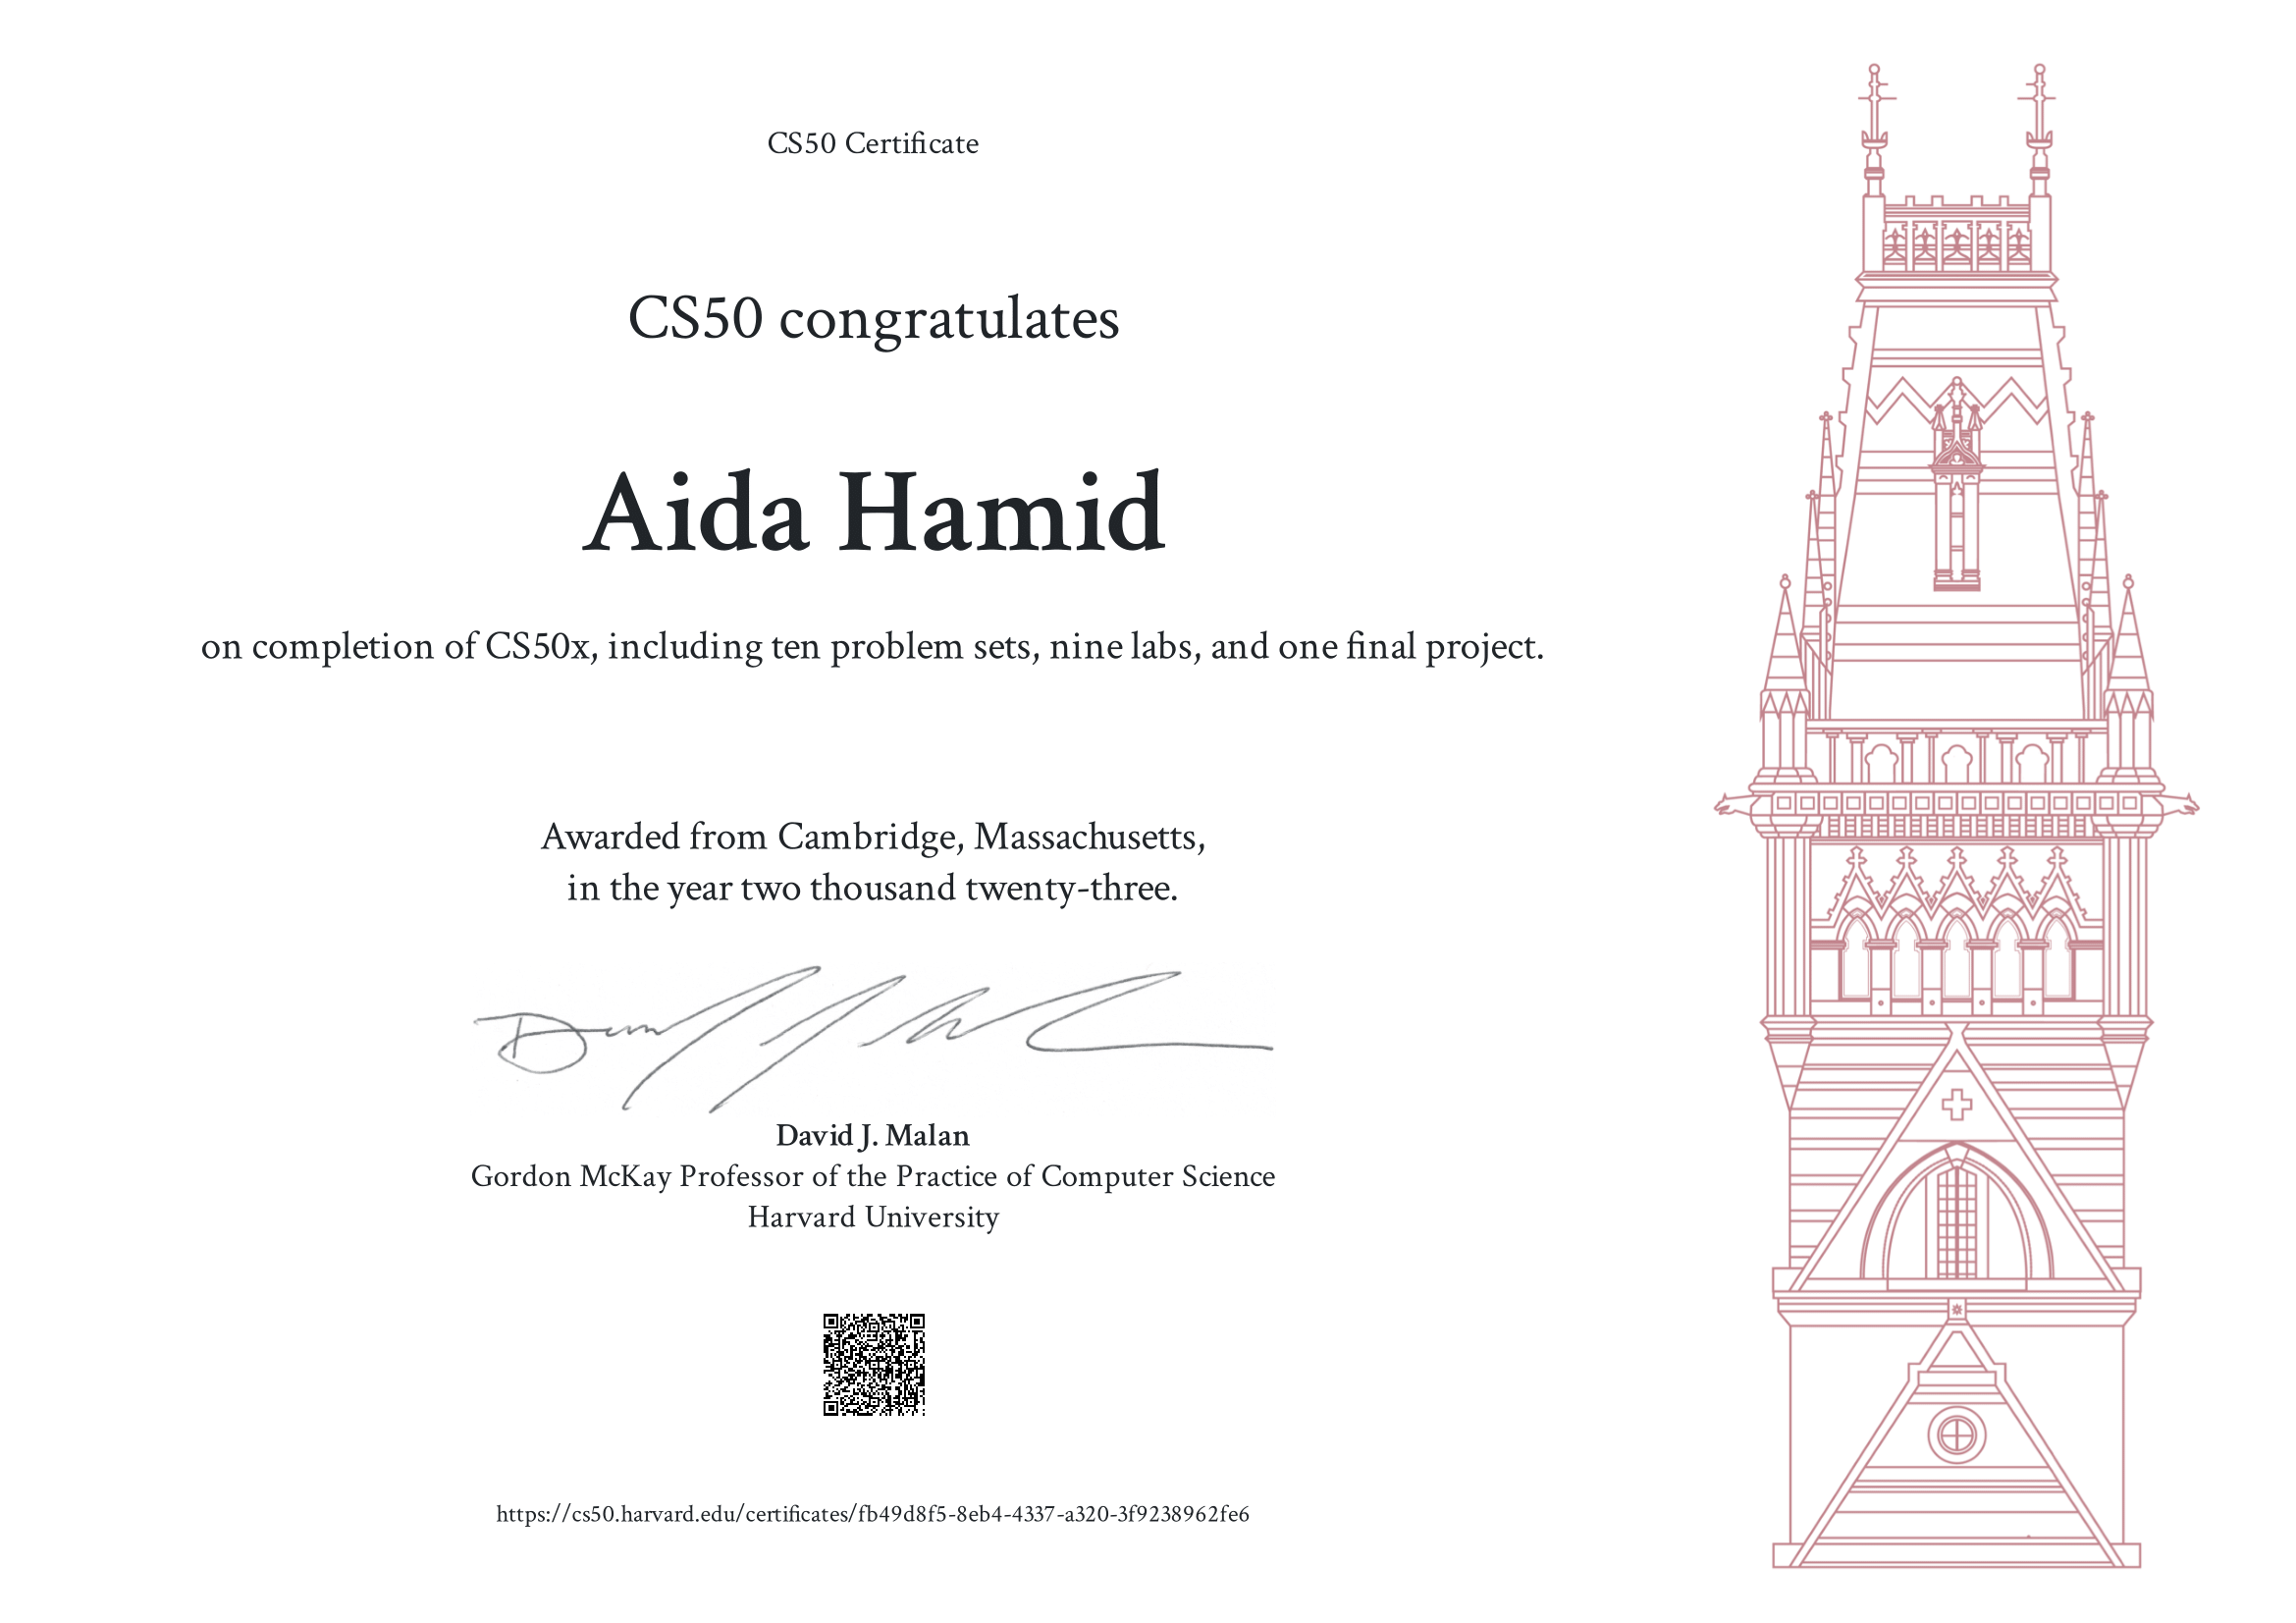 CS50 Certificate
CS50 congratulates
Aida Hamid
on completion of CS50x, including ten problem sets, nine labs, and one final project.
Awarded from Cambridge, Massachusetts,
in the year two thousand twenty-three.
David J. Malan
Gordon McKay Professor of the Practice of Computer Science
Harvard University
https://cs50.harvard.edu/certificates/fb49d8f5-8eb4-4337-a320-3f9238962fe6